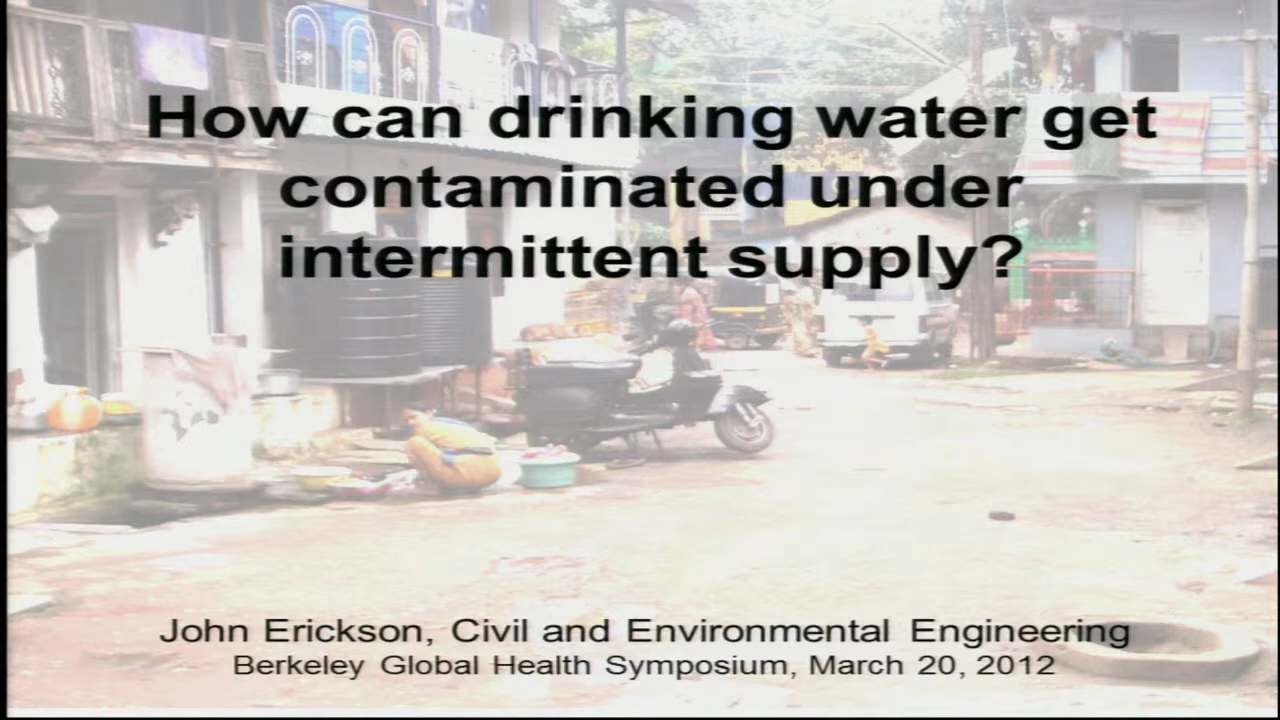 How can drinking water get
contaminated under
intermittent supply?
John Erickson, Civil and Environmental Engineering
Berkeley Global Health Symposium, March 20, 2012